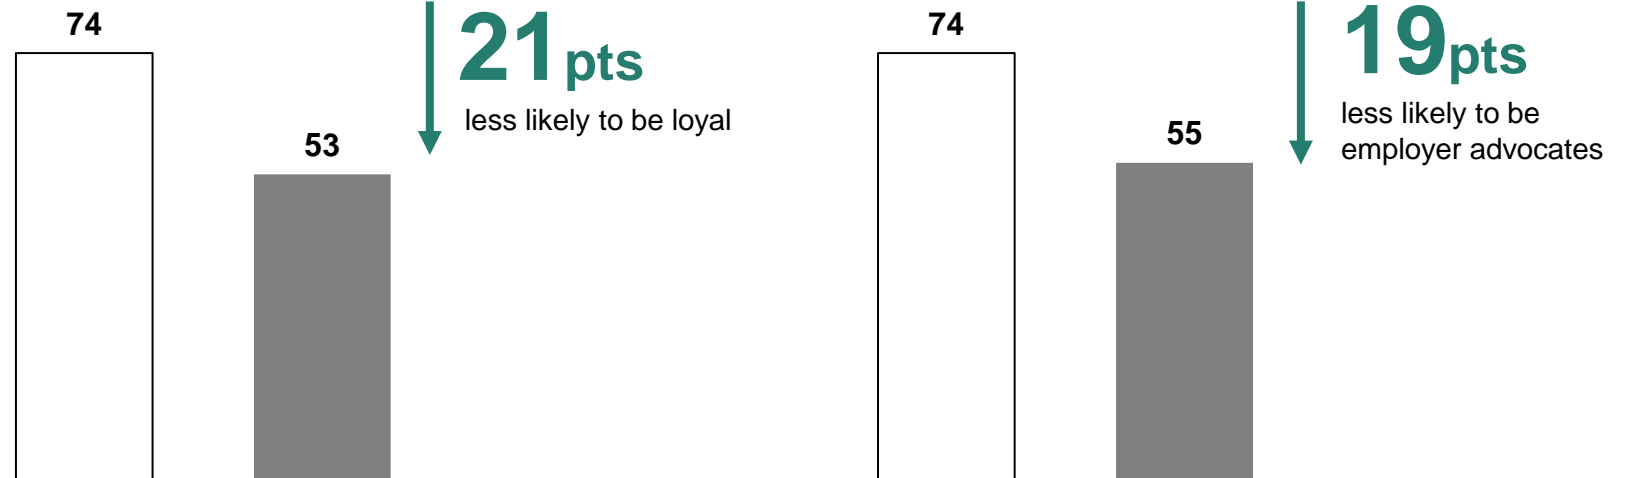 74
53
21pts
less likely to be loyal
74
55
19pts
less likely to be
employer advocates